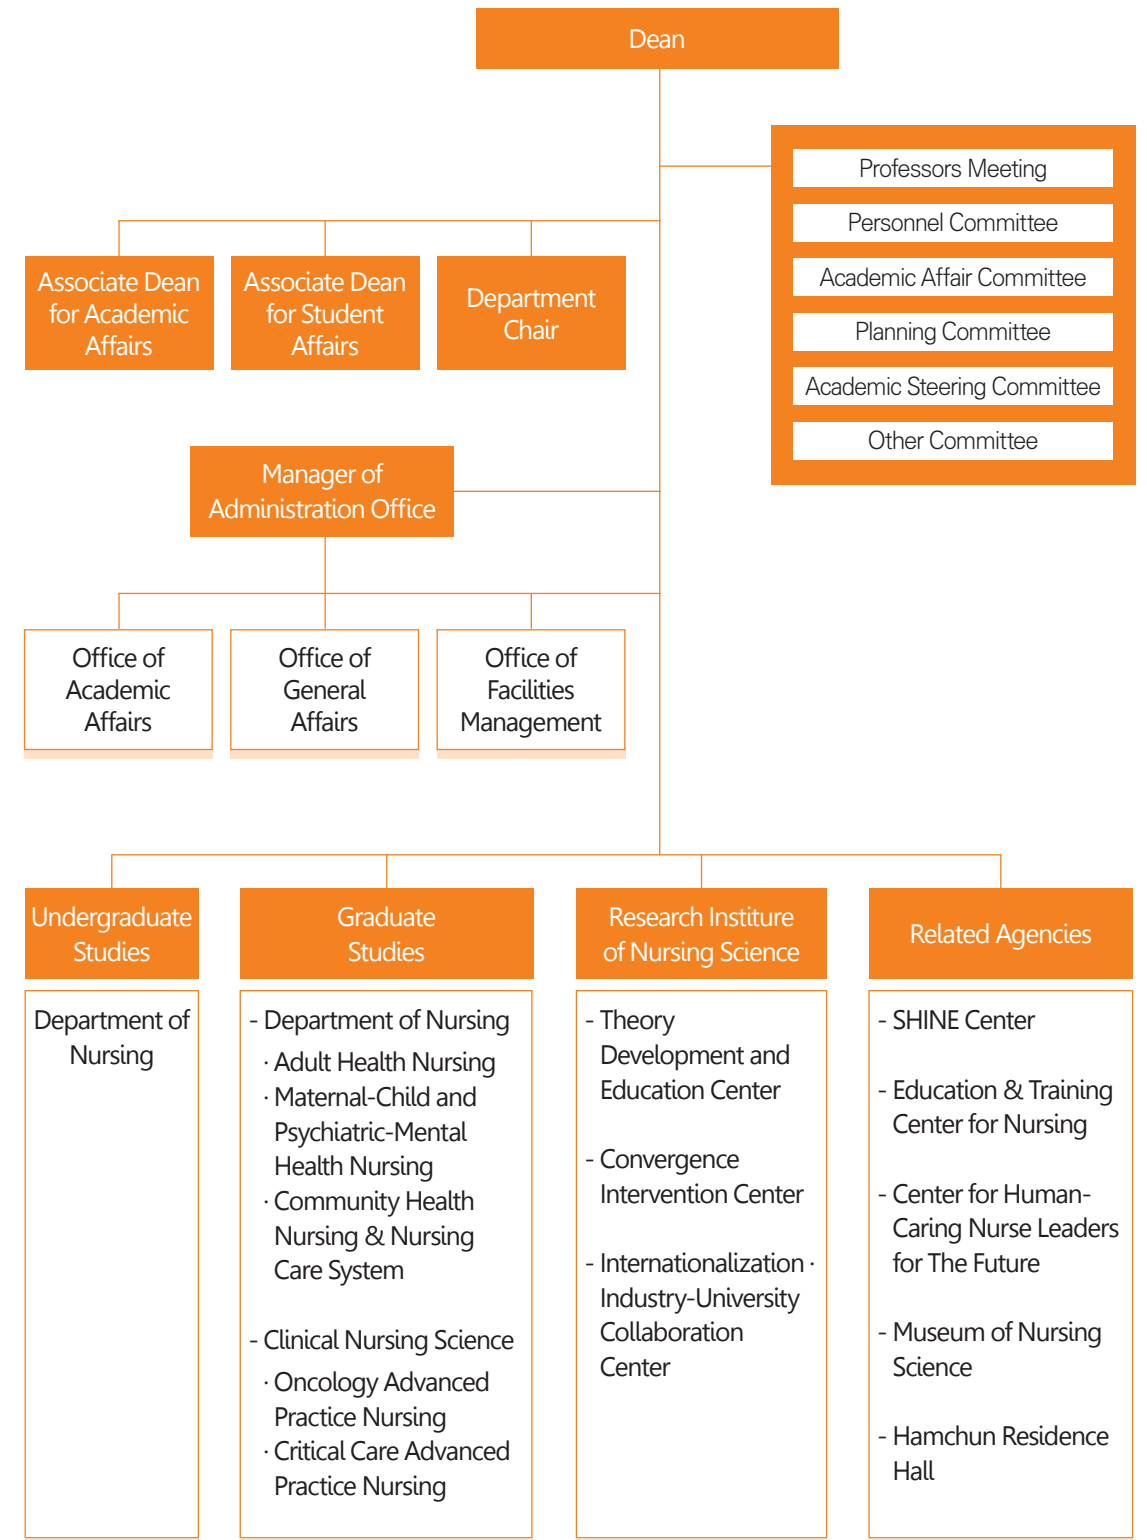 Dean
Professors Meeting
Personnel Committee
Academic Affair Committee
Planning Committee
Academic Steering Committee
Other Committee
Associate Dean
for Academic
Affairs
Associate Dean
for Student
Affairs
Department
Chair
Manager of
Administration Office
Office of
Academic
Affairs
Office of
General
Affairs
Office of
Facilities
Management
Undergraduate
Studies
Department of
Nursing
Graduate
Studies
- Department of Nursing
· Adult Health Nursing
· Maternal-Child and
Psychiatric-Mental
Health Nursing
· Community Health
Nursing & Nursing
Care System
- Clinical Nursing Science
· Oncology Advanced
Practice Nursing
· Critical Care Advanced
Practice Nursing
Research Institure
of Nursing Science
- Theory
Development and
Education Center
- Convergence
Intervention Center
- Internationalization ·
Industry-University
Collaboration
Center
Related Agencies
- SHINE Center
- Education & Training
Center for Nursing
- Center for Human-
Caring Nurse Leaders
for The Future
- Museum of Nursing
Science
- Hamchun Residence
Hall